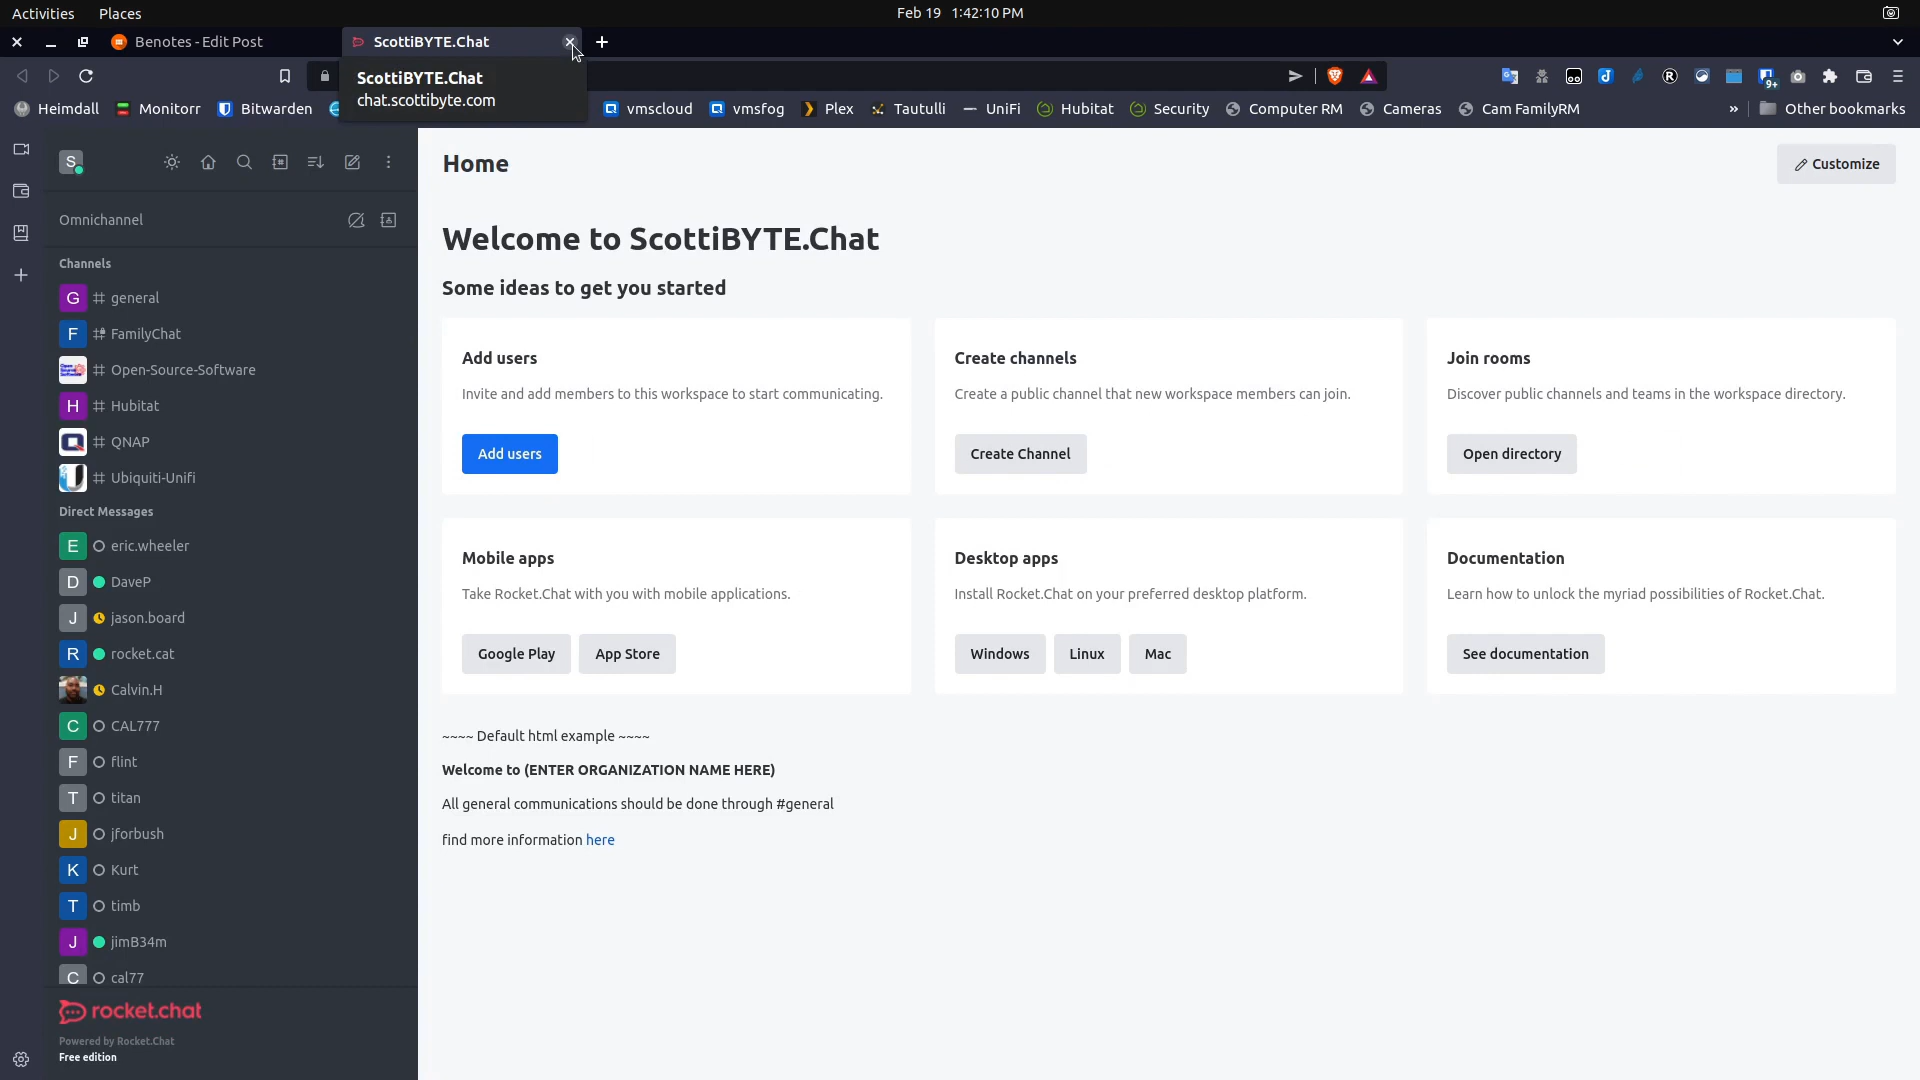 Activities Places Feb 19 1:42:10 PM
Benotes - Edit Post ScottiBYTE.Chat
ScottiBYTE.Chat
chat.scottibyte.com
9+
Heimdall Monitorr Bitwarden vmscloud vmsfog Plex Tautulli UniFi Hubitat Security Computer RM Cameras Cam FamilyRM » Other bookmarks
S
Home
Customize
Omnichannel
Welcome to ScottiBYTE.Chat
Channels
Some ideas to get you started
G general
F FamilyChat
Open-Source-Software
H Hubitat
QNAP
Ubiquiti-Unifi
Add users
Invite and add members to this workspace to start communicating.
Add users
Create channels
Create a public channel that new workspace members can join.
Create Channel
Join rooms
Discover public channels and teams in the workspace directory.
Open directory
Direct Messages
E eric.wheeler
D DaveP
J jason.board
R rocket.cat
Calvin.H
C CAL777
F flint
T titan
J jforbush
K Kurt
T timb
J jimB34m
C cal77
Mobile apps
Take Rocket.Chat with you with mobile applications.
Google Play App Store
Desktop apps
Install Rocket.Chat on your preferred desktop platform.
Windows Linux Mac
Documentation
Learn how to unlock the myriad possibilities of Rocket.Chat.
See documentation
~~~~ Default html example ~~~~
Welcome to (ENTER ORGANIZATION NAME HERE)
All general communications should be done through #general
find more information here
rocket.chat
Powered by Rocket.Chat
Free edition